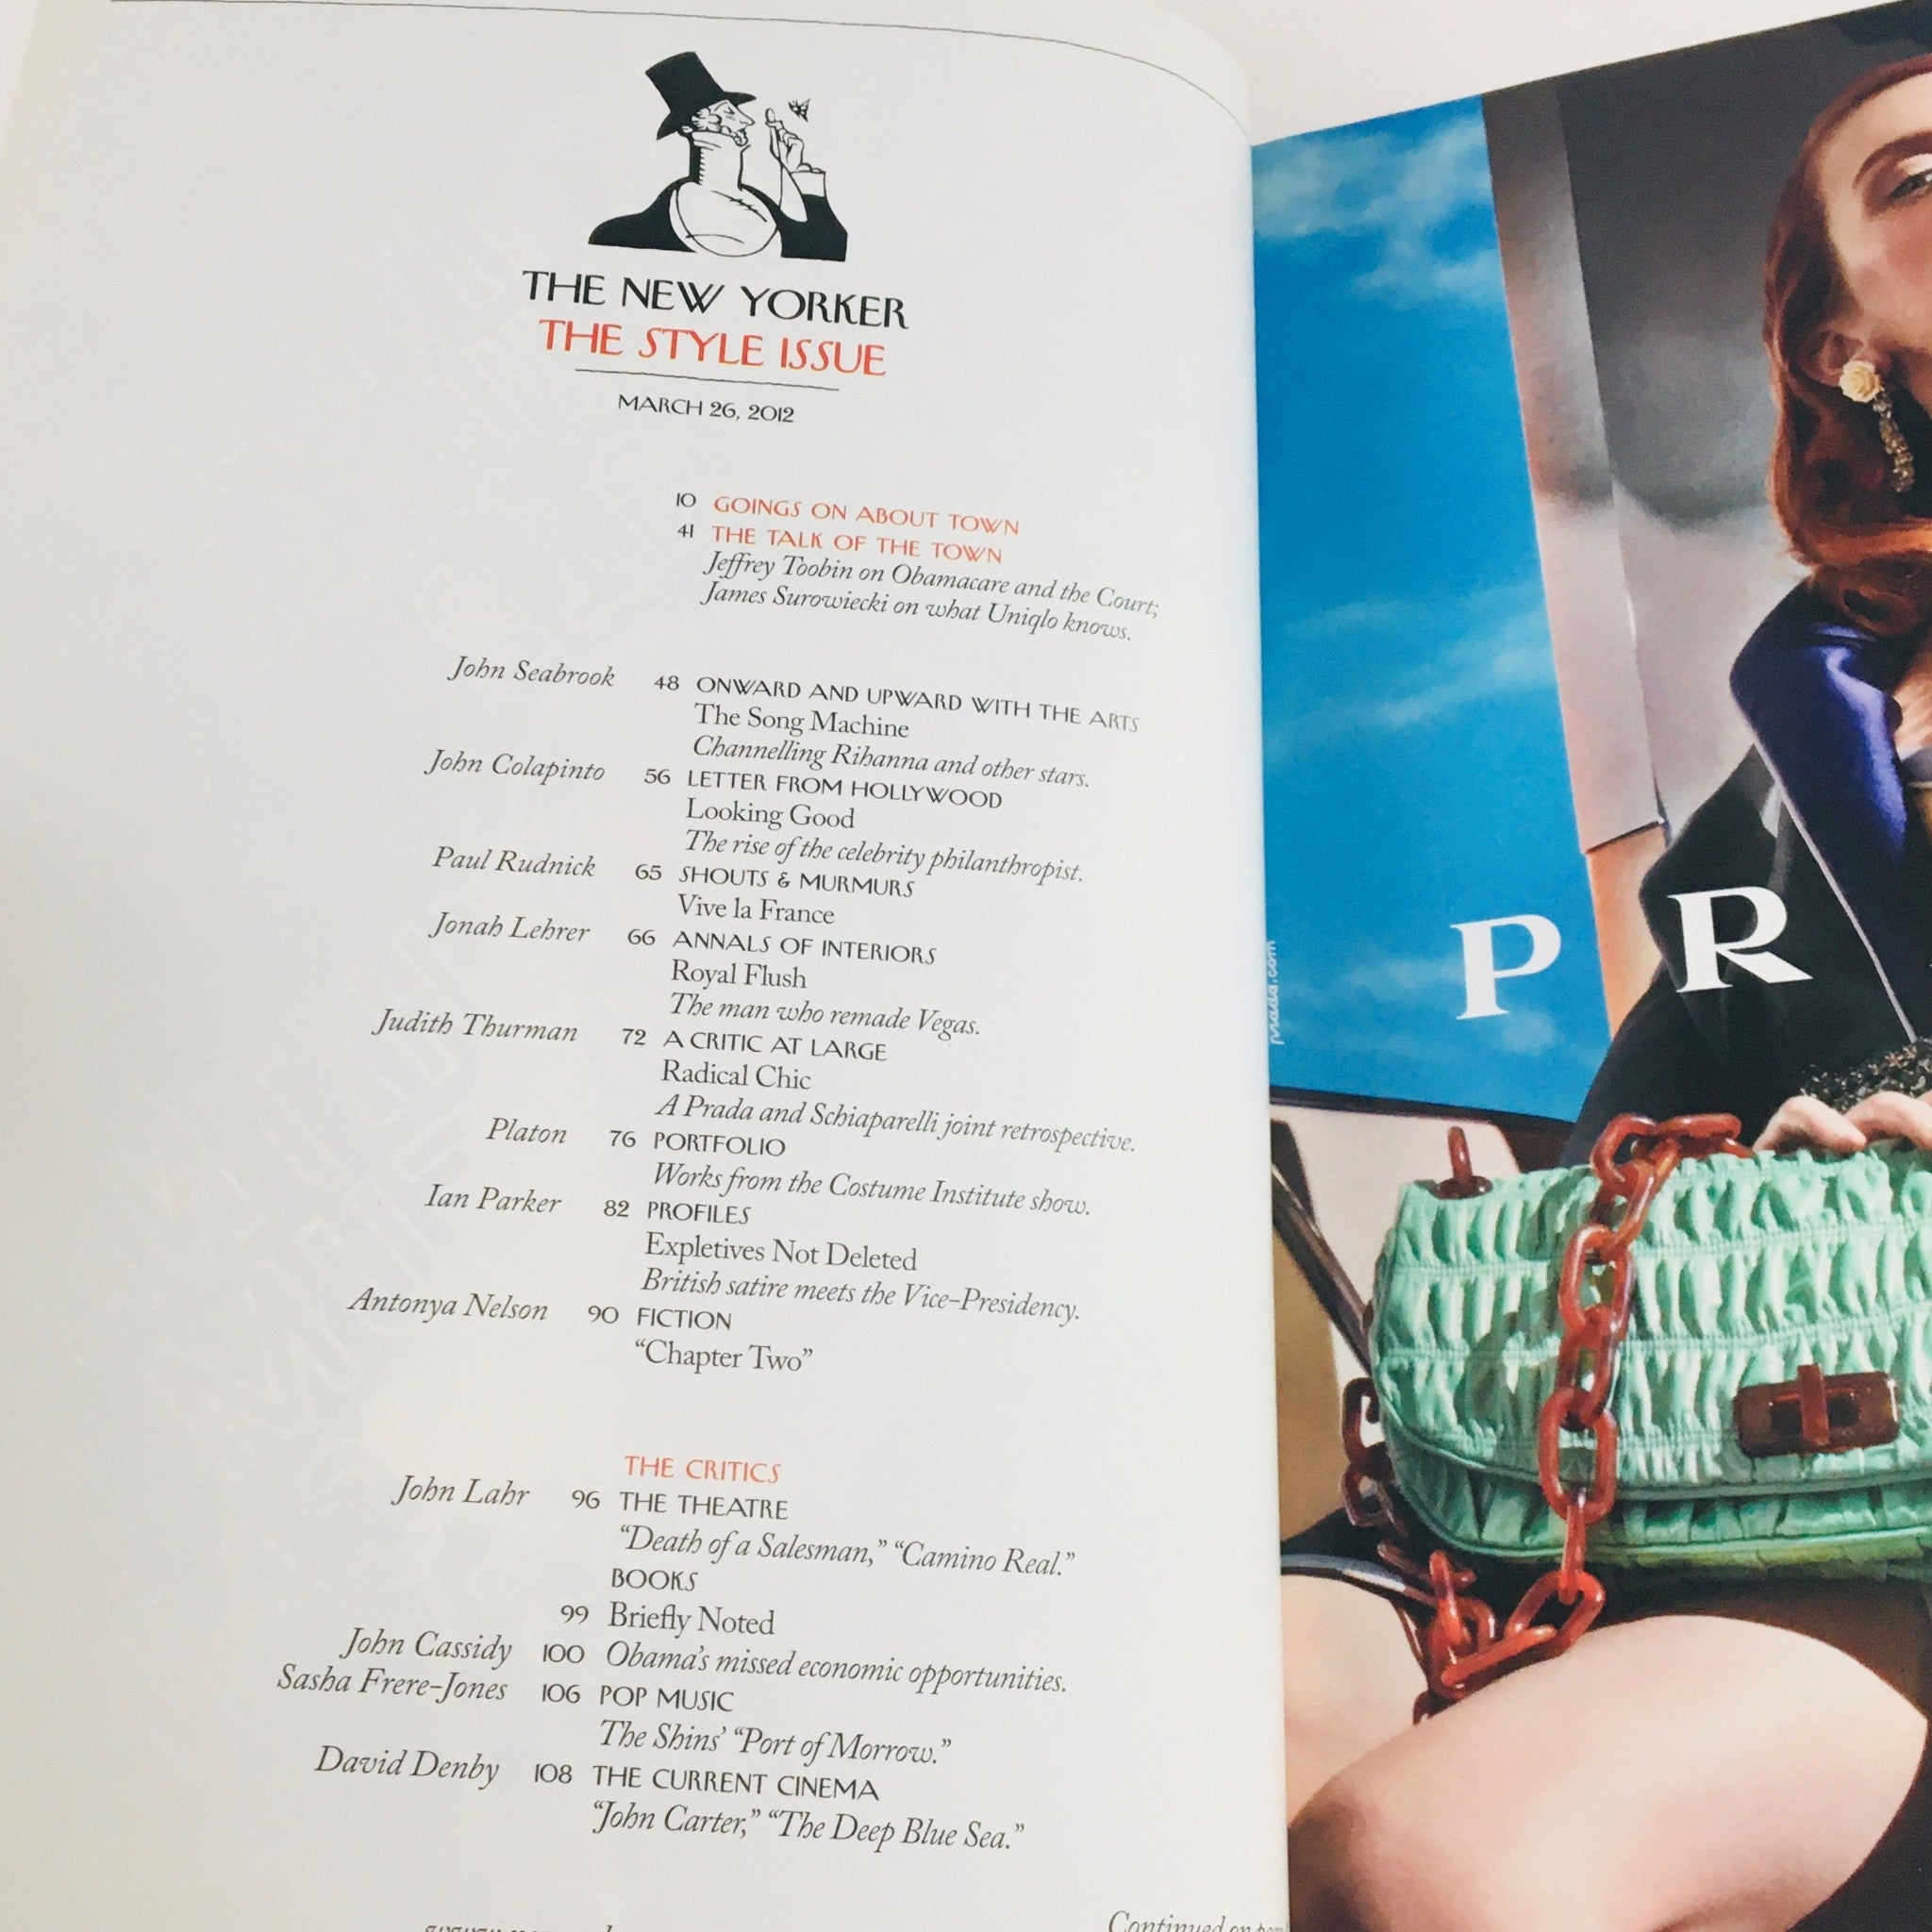 THE NEW YORKER
THE STYLE ISSUE
MARCH 26, 2012
10 GOINGS ON ABOUT TOWN
41 THE TALK OF THE TOWN
Jeffrey Toobin on Obamacare and the Court;
James Surowiecki on what Uniqlo knows.
John Seabrook 48 ONWARD AND UPWARD WITH THE ARTS
The Song Machine
Channelling Rihanna and other stars.
John Colapinto 56 LETTER FROM HOLLYWOOD
Looking Good
The rise of the celebrity philanthropist.
Paul Rudnick 65 SHOUTS & MURMURS
Vive la France
Jonah Lehrer 66 ANNALS OF INTERIORS
Royal Flush
The man who remade Vegas.
Judith Thurman 72 A CRITIC AT LARGE
Radical Chic
A Prada and Schiaparelli joint retrospective.
Platon 76 PORTFOLIO
Works from the Costume Institute show.
Ian Parker 82 PROFILES
Expletives Not Deleted
British satire meets the Vice-Presidency.
Antonya Nelson 90 FICTION
“Chapter Two”
THE CRITICS
John Lahr 96 THE THEATRE
“Death of a Salesman,” “Camino Real.”
BOOKS
99 Briefly Noted
John Cassidy 100 Obama’s missed economic opportunities.
Sasha Frere-Jones 106 POP MUSIC
The Shins’ “Port of Morrow.”
David Denby 108 THE CURRENT CINEMA
“John Carter,” “The Deep Blue Sea.”
Continued on
prada.com
P R